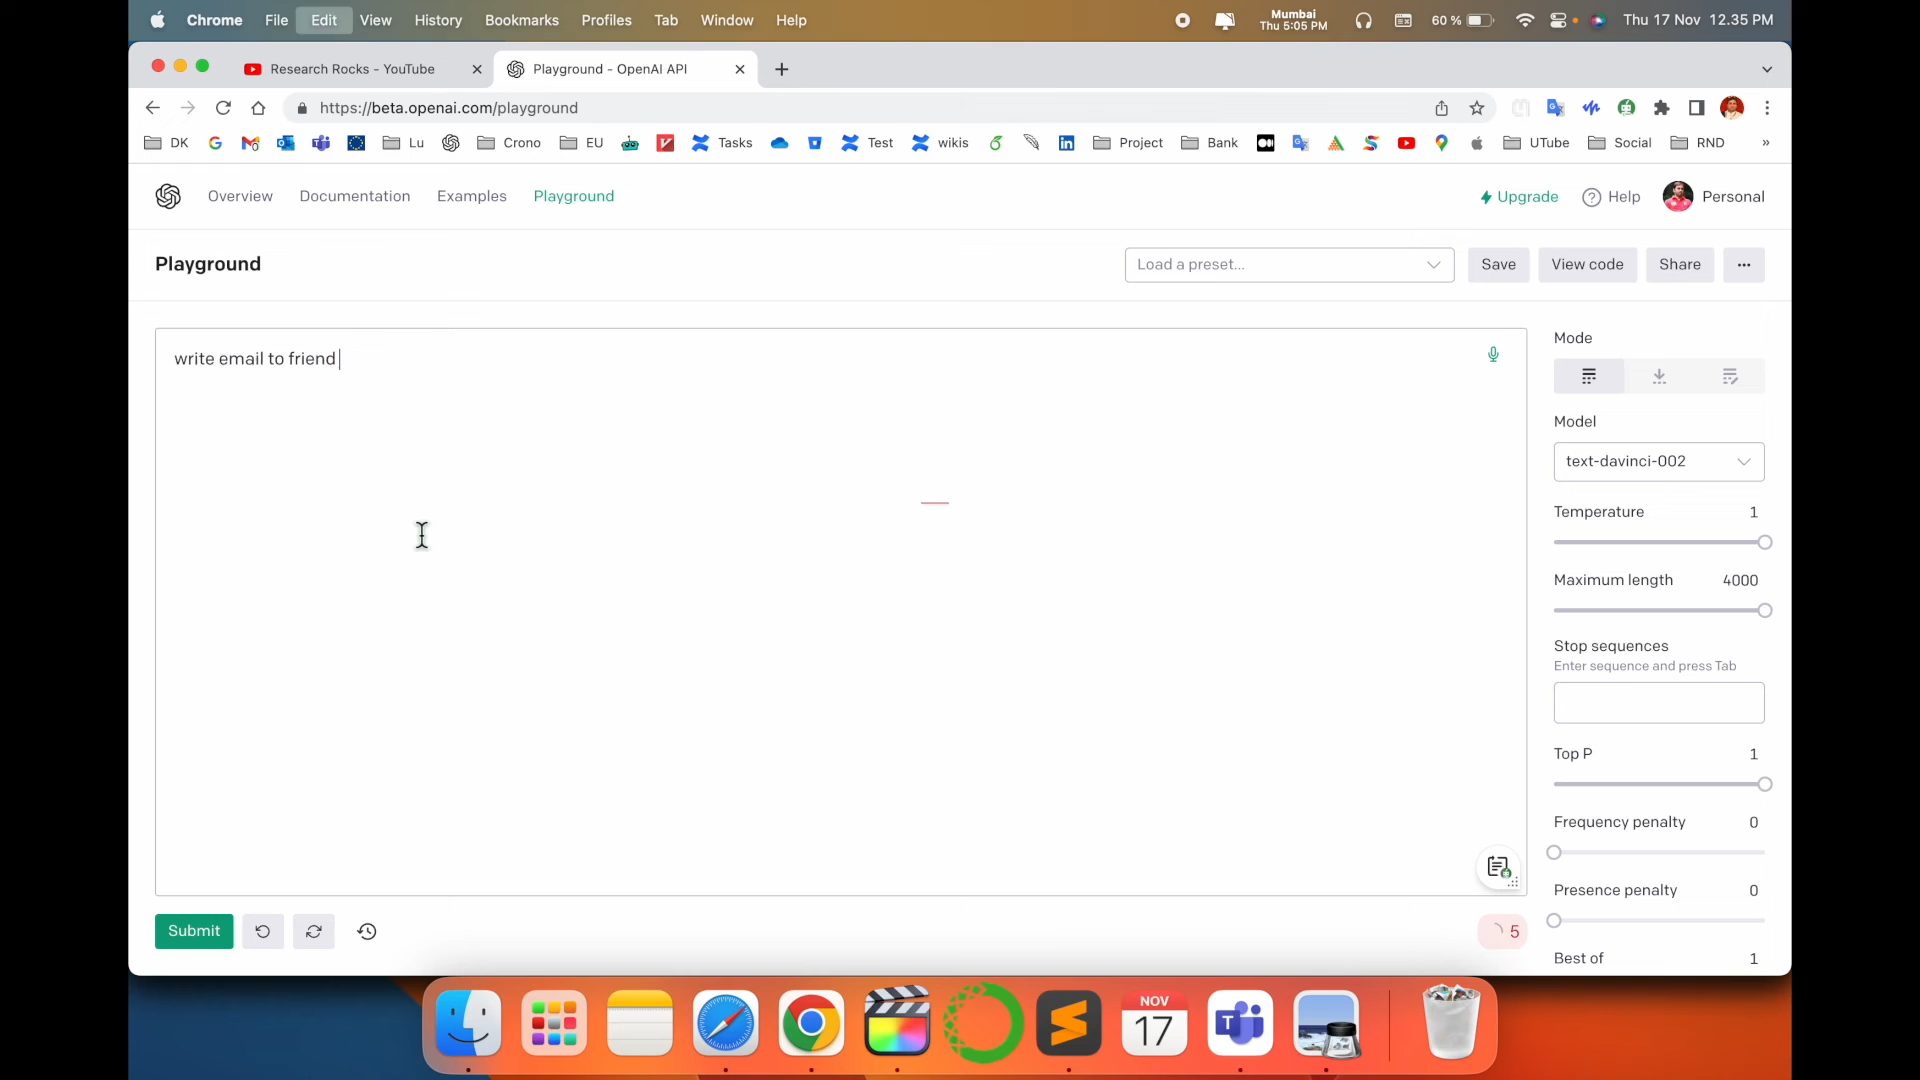 Chrome File Edit View History Bookmarks Profiles Tab Window Help
Mumbai
Thu 5:05 PM
60 %
Thu 17 Nov 12.35 PM
Research Rocks - YouTube
Playground - OpenAI API
https://beta.openai.com/playground
DK
Lu
Crono
EU
Tasks
Test
wikis
Project
Bank
UTube
Social
RND
»
Overview
Documentation
Examples
Playground
Upgrade
Help
Personal
Playground
Load a preset...
Save
View code
Share
...
write email to friend
Mode
Model
text-davinci-002
Temperature 1
Maximum length 4000
Stop sequences
Enter sequence and press Tab
Top P 1
Frequency penalty 0
Presence penalty 0
Best of 1
Submit
5
NOV
17
T